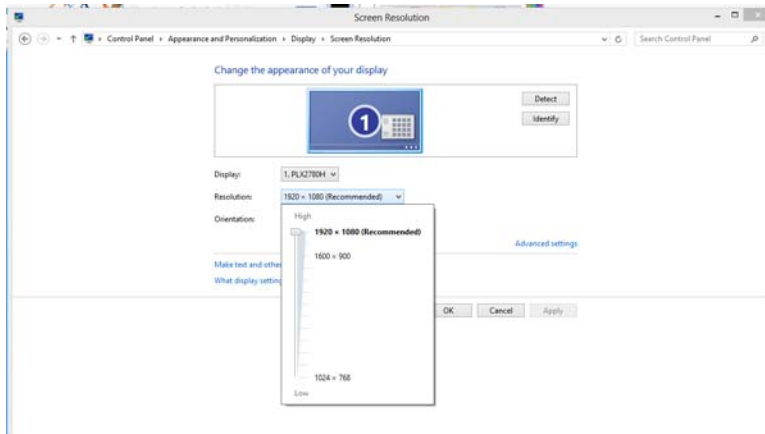 Screen Resolution
Control Panel › Appearance and Personalization › Display › Screen Resolution
Search Control Panel
Change the appearance of your display
1
Detect
Identify
Display: 1. PLX2780H
Resolution: 1920 × 1080 (Recommended)
Orientation:
High
1920 × 1080 (Recommended)
1600 × 900
Advanced settings
Make text and othe
What display setting
OK Cancel Apply
1024 × 768
Low